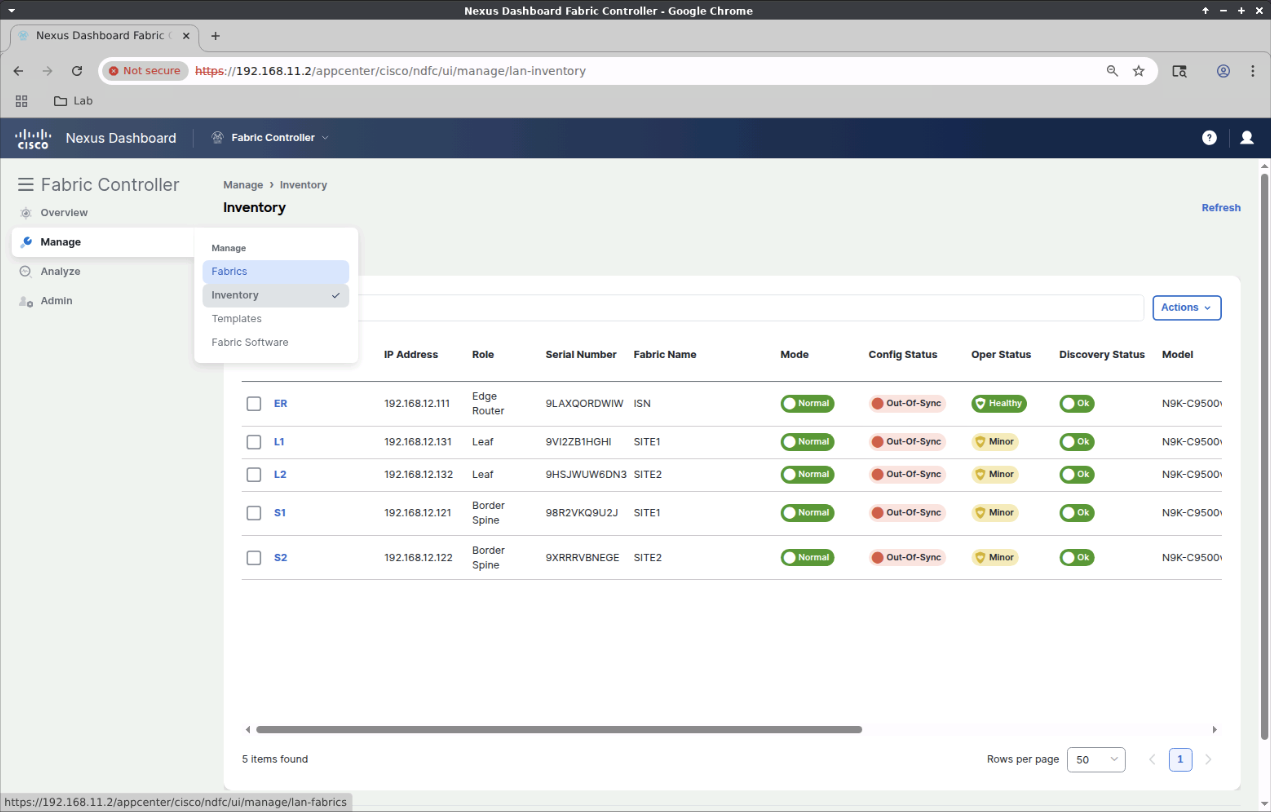 Nexus Dashboard Fabric Controller - Google Chrome
Nexus Dashboard Fabric C
Not secure https://192.168.11.2/appcenter/cisco/ndfc/ui/manage/lan-inventory
Lab
CISCO Nexus Dashboard Fabric Controller
Fabric Controller
Overview
Manage
Analyze
Admin
Manage › Inventory
Inventory
Refresh
Manage
Fabrics
Inventory
Templates
Fabric Software
Actions
IP Address Role Serial Number Fabric Name Mode Config Status Oper Status Discovery Status Model
ER 192.168.12.111 Edge Router 9LAXQORDWIW ISN Normal Out-Of-Sync Healthy Ok N9K-C9500v
L1 192.168.12.131 Leaf 9VI2ZB1HGHI SITE1 Normal Out-Of-Sync Minor Ok N9K-C9500v
L2 192.168.12.132 Leaf 9HSJWUW6DN3 SITE2 Normal Out-Of-Sync Minor Ok N9K-C9500v
S1 192.168.12.121 Border Spine 98R2VKQ9U2J SITE1 Normal Out-Of-Sync Minor Ok N9K-C9500v
S2 192.168.12.122 Border Spine 9XRRRVBNEGE SITE2 Normal Out-Of-Sync Minor Ok N9K-C9500v
5 items found
Rows per page 50 1
https://192.168.11.2/appcenter/cisco/ndfc/ui/manage/lan-fabrics